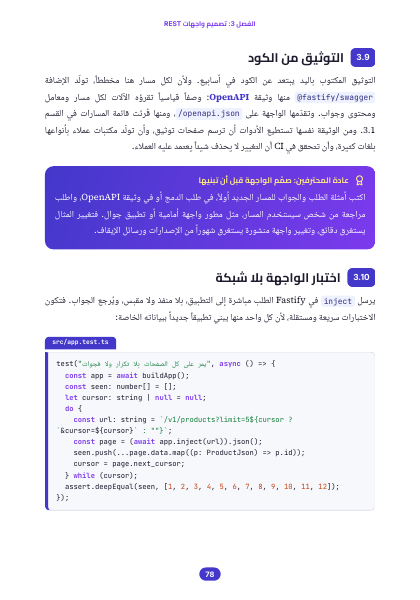 الفصل 3: تصميم واجهات REST
3.9 التوثيق من الكود
التوثيق المكتوب باليد يبتعد عن الكود في أسابيع. ولأن لكل مسار هنا مخططاً، تولّد الإضافة
@fastify/swagger منها وثيقة OpenAPI: وصفاً قياسياً تقرؤه الآلات لكل مسار ومعامل
ومحتوى وجواب. وتقدّمها الواجهة على /openapi.json، ومنها قُرئت قائمة المسارات في القسم
3.1. ومن الوثيقة نفسها تستطيع الأدوات أن ترسم صفحات توثيق، وأن تولّد مكتبات عملاء بأنواعها
بلغات كثيرة، وأن تتحقق في CI أن التغيير لا يحذف شيئاً يعتمد عليه العملاء.
عادة المحترفين: صمّم الواجهة قبل أن تبنيها
اكتب أمثلة الطلب والجواب للمسار الجديد أولاً، في طلب الدمج أو في وثيقة OpenAPI، واطلب
مراجعة من شخص سيستخدم المسار، مثل مطور واجهة أمامية أو تطبيق جوال. فتغيير المثال
يستغرق دقائق، وتغيير واجهة منشورة يستغرق شهوراً من الإصدارات ورسائل الإيقاف.
3.10 اختبار الواجهة بلا شبكة
يرسل inject في Fastify الطلب مباشرة إلى التطبيق، بلا منفذ ولا مقبس، ويُرجع الجواب. فتكون
الاختبارات سريعة ومستقلة، لأن كل واحد منها يبني تطبيقاً جديداً ببياناته الخاصة:
src/app.test.ts
test("يمر على كل الصفحات بلا تكرار ولا فجوات", async () => {
const app = await buildApp();
const seen: number[] = [];
let cursor: string | null = null;
do {
const url: string = `/v1/products?limit=5${cursor ?
`&cursor=${cursor}` : ""}`;
const page = (await app.inject(url)).json();
seen.push(...page.data.map((p: ProductJson) => p.id));
cursor = page.next_cursor;
} while (cursor);
assert.deepEqual(seen, [1, 2, 3, 4, 5, 6, 7, 8, 9, 10, 11, 12]);
});
78